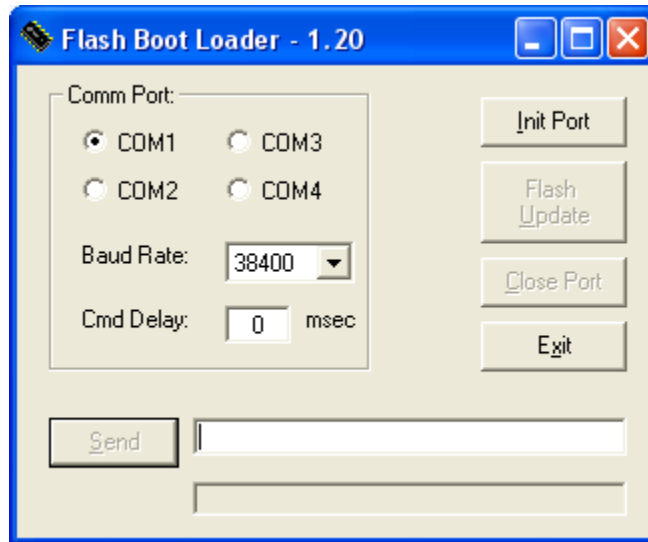 Flash Boot Loader - 1.20
Comm Port:
COM1
COM3
COM2
COM4
Baud Rate:
38400
Cmd Delay:
0
msec
Init Port
Flash
Update
Close Port
Exit
Send